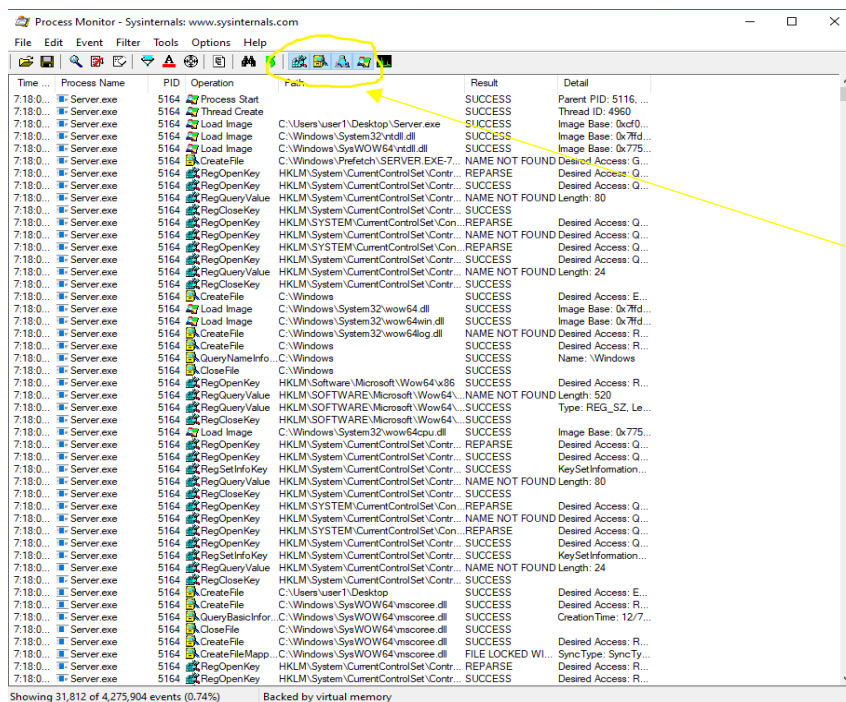 Process Monitor - Sysinternals: www.sysinternals.com
File Edit Event Filter Tools Options Help
Time ... Process Name PID Operation Path Result Detail
7:18:0... Server.exe 5164 Process Start SUCCESS Parent PID: 5116, ...
7:18:0... Server.exe 5164 Thread Create SUCCESS Thread ID: 4960
7:18:0... Server.exe 5164 Load Image C:\Users\user1\Desktop\Server.exe SUCCESS Image Base: 0xcf0...
7:18:0... Server.exe 5164 Load Image C:\Windows\System32\ntdll.dll SUCCESS Image Base: 0x7ffd...
7:18:0... Server.exe 5164 Load Image C:\Windows\SysWOW64\ntdll.dll SUCCESS Image Base: 0x775...
7:18:0... Server.exe 5164 CreateFile C:\Windows\Prefetch\SERVER.EXE-7... NAME NOT FOUND Desired Access: G...
7:18:0... Server.exe 5164 RegOpenKey HKLM\System\CurrentControlSet\Contr... REPARSE Desired Access: Q...
7:18:0... Server.exe 5164 RegOpenKey HKLM\System\CurrentControlSet\Contr... SUCCESS Desired Access: Q...
7:18:0... Server.exe 5164 RegQueryValue HKLM\System\CurrentControlSet\Contr... NAME NOT FOUND Length: 80
7:18:0... Server.exe 5164 RegCloseKey HKLM\System\CurrentControlSet\Contr... SUCCESS
7:18:0... Server.exe 5164 RegOpenKey HKLM\SYSTEM\CurrentControlSet\Con...REPARSE Desired Access: Q...
7:18:0... Server.exe 5164 RegOpenKey HKLM\System\CurrentControlSet\Contr... NAME NOT FOUND Desired Access: Q...
7:18:0... Server.exe 5164 RegOpenKey HKLM\SYSTEM\CurrentControlSet\Con...REPARSE Desired Access: Q...
7:18:0... Server.exe 5164 RegOpenKey HKLM\System\CurrentControlSet\Contr... SUCCESS Desired Access: Q...
7:18:0... Server.exe 5164 RegQueryValue HKLM\System\CurrentControlSet\Contr... NAME NOT FOUND Length: 24
7:18:0... Server.exe 5164 RegCloseKey HKLM\System\CurrentControlSet\Contr... SUCCESS
7:18:0... Server.exe 5164 CreateFile C:\Windows SUCCESS Desired Access: E...
7:18:0... Server.exe 5164 Load Image C:\Windows\System32\wow64.dll SUCCESS Image Base: 0x7ffd...
7:18:0... Server.exe 5164 Load Image C:\Windows\System32\wow64win.dll SUCCESS Image Base: 0x7ffd...
7:18:0... Server.exe 5164 CreateFile C:\Windows\System32\wow64log.dll NAME NOT FOUND Desired Access: R...
7:18:0... Server.exe 5164 CreateFile C:\Windows SUCCESS Desired Access: R...
7:18:0... Server.exe 5164 QueryNameInfo...C:\Windows SUCCESS Name: \Windows
7:18:0... Server.exe 5164 CloseFile C:\Windows SUCCESS
7:18:0... Server.exe 5164 RegOpenKey HKLM\Software\Microsoft\Wow64\x86 SUCCESS Desired Access: R...
7:18:0... Server.exe 5164 RegQueryValue HKLM\SOFTWARE\Microsoft\Wow64\...NAME NOT FOUND Length: 520
7:18:0... Server.exe 5164 RegQueryValue HKLM\SOFTWARE\Microsoft\Wow64\...SUCCESS Type: REG_SZ, Le...
7:18:0... Server.exe 5164 RegCloseKey HKLM\SOFTWARE\Microsoft\Wow64\...SUCCESS
7:18:0... Server.exe 5164 Load Image C:\Windows\System32\wow64cpu.dll SUCCESS Image Base: 0x775...
7:18:0... Server.exe 5164 RegOpenKey HKLM\System\CurrentControlSet\Contr... REPARSE Desired Access: Q...
7:18:0... Server.exe 5164 RegOpenKey HKLM\System\CurrentControlSet\Contr... SUCCESS Desired Access: Q...
7:18:0... Server.exe 5164 RegSetInfoKey HKLM\System\CurrentControlSet\Contr... SUCCESS KeySetInformation...
7:18:0... Server.exe 5164 RegQueryValue HKLM\System\CurrentControlSet\Contr... NAME NOT FOUND Length: 80
7:18:0... Server.exe 5164 RegCloseKey HKLM\System\CurrentControlSet\Contr... SUCCESS
7:18:0... Server.exe 5164 RegOpenKey HKLM\SYSTEM\CurrentControlSet\Con...REPARSE Desired Access: Q...
7:18:0... Server.exe 5164 RegOpenKey HKLM\System\CurrentControlSet\Contr... NAME NOT FOUND Desired Access: Q...
7:18:0... Server.exe 5164 RegOpenKey HKLM\SYSTEM\CurrentControlSet\Con...REPARSE Desired Access: Q...
7:18:0... Server.exe 5164 RegOpenKey HKLM\System\CurrentControlSet\Contr... SUCCESS Desired Access: Q...
7:18:0... Server.exe 5164 RegSetInfoKey HKLM\System\CurrentControlSet\Contr... SUCCESS KeySetInformation...
7:18:0... Server.exe 5164 RegQueryValue HKLM\System\CurrentControlSet\Contr... NAME NOT FOUND Length: 24
7:18:0... Server.exe 5164 RegCloseKey HKLM\System\CurrentControlSet\Contr... SUCCESS
7:18:0... Server.exe 5164 CreateFile C:\Users\user1\Desktop SUCCESS Desired Access: E...
7:18:0... Server.exe 5164 CreateFile C:\Windows\SysWOW64\mscoree.dll SUCCESS Desired Access: R...
7:18:0... Server.exe 5164 QueryBasicInfor...C:\Windows\SysWOW64\mscoree.dll SUCCESS CreationTime: 12/7...
7:18:0... Server.exe 5164 CloseFile C:\Windows\SysWOW64\mscoree.dll SUCCESS
7:18:0... Server.exe 5164 CreateFile C:\Windows\SysWOW64\mscoree.dll SUCCESS Desired Access: R...
7:18:0... Server.exe 5164 CreateFileMapp...C:\Windows\SysWOW64\mscoree.dll FILE LOCKED WI... SyncType: SyncTy...
7:18:0... Server.exe 5164 RegOpenKey HKLM\System\CurrentControlSet\Contr... REPARSE Desired Access: R...
7:18:0... Server.exe 5164 RegOpenKey HKLM\System\CurrentControlSet\Contr... SUCCESS Desired Access: R...
Showing 31,812 of 4,275,904 events (0.74%) Backed by virtual memory